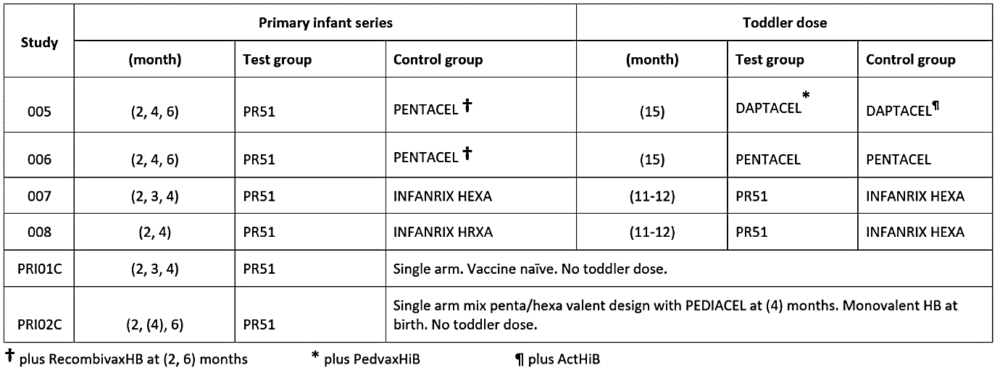 Study Primary infant series Toddler dose
(month) Test group Control group (month) Test group Control group
005 (2, 4, 6) PR51 PENTACEL † (15) DAPTACEL* DAPTACEL¶
006 (2, 4, 6) PR51 PENTACEL † (15) PENTACEL PENTACEL
007 (2, 3, 4) PR51 INFANRIX HEXA (11-12) PR51 INFANRIX HEXA
008 (2, 4) PR51 INFANRIX HRXA (11-12) PR51 INFANRIX HEXA
PRI01C (2, 3, 4) PR51 Single arm. Vaccine naïve. No toddler dose.
PRI02C (2, (4), 6) PR51 Single arm mix penta/hexa valent design with PEDIACEL at (4) months. Monovalent HB at
birth. No toddler dose.
† plus RecombivaxHB at (2, 6) months * plus PedvaxHiB ¶ plus ActHiB